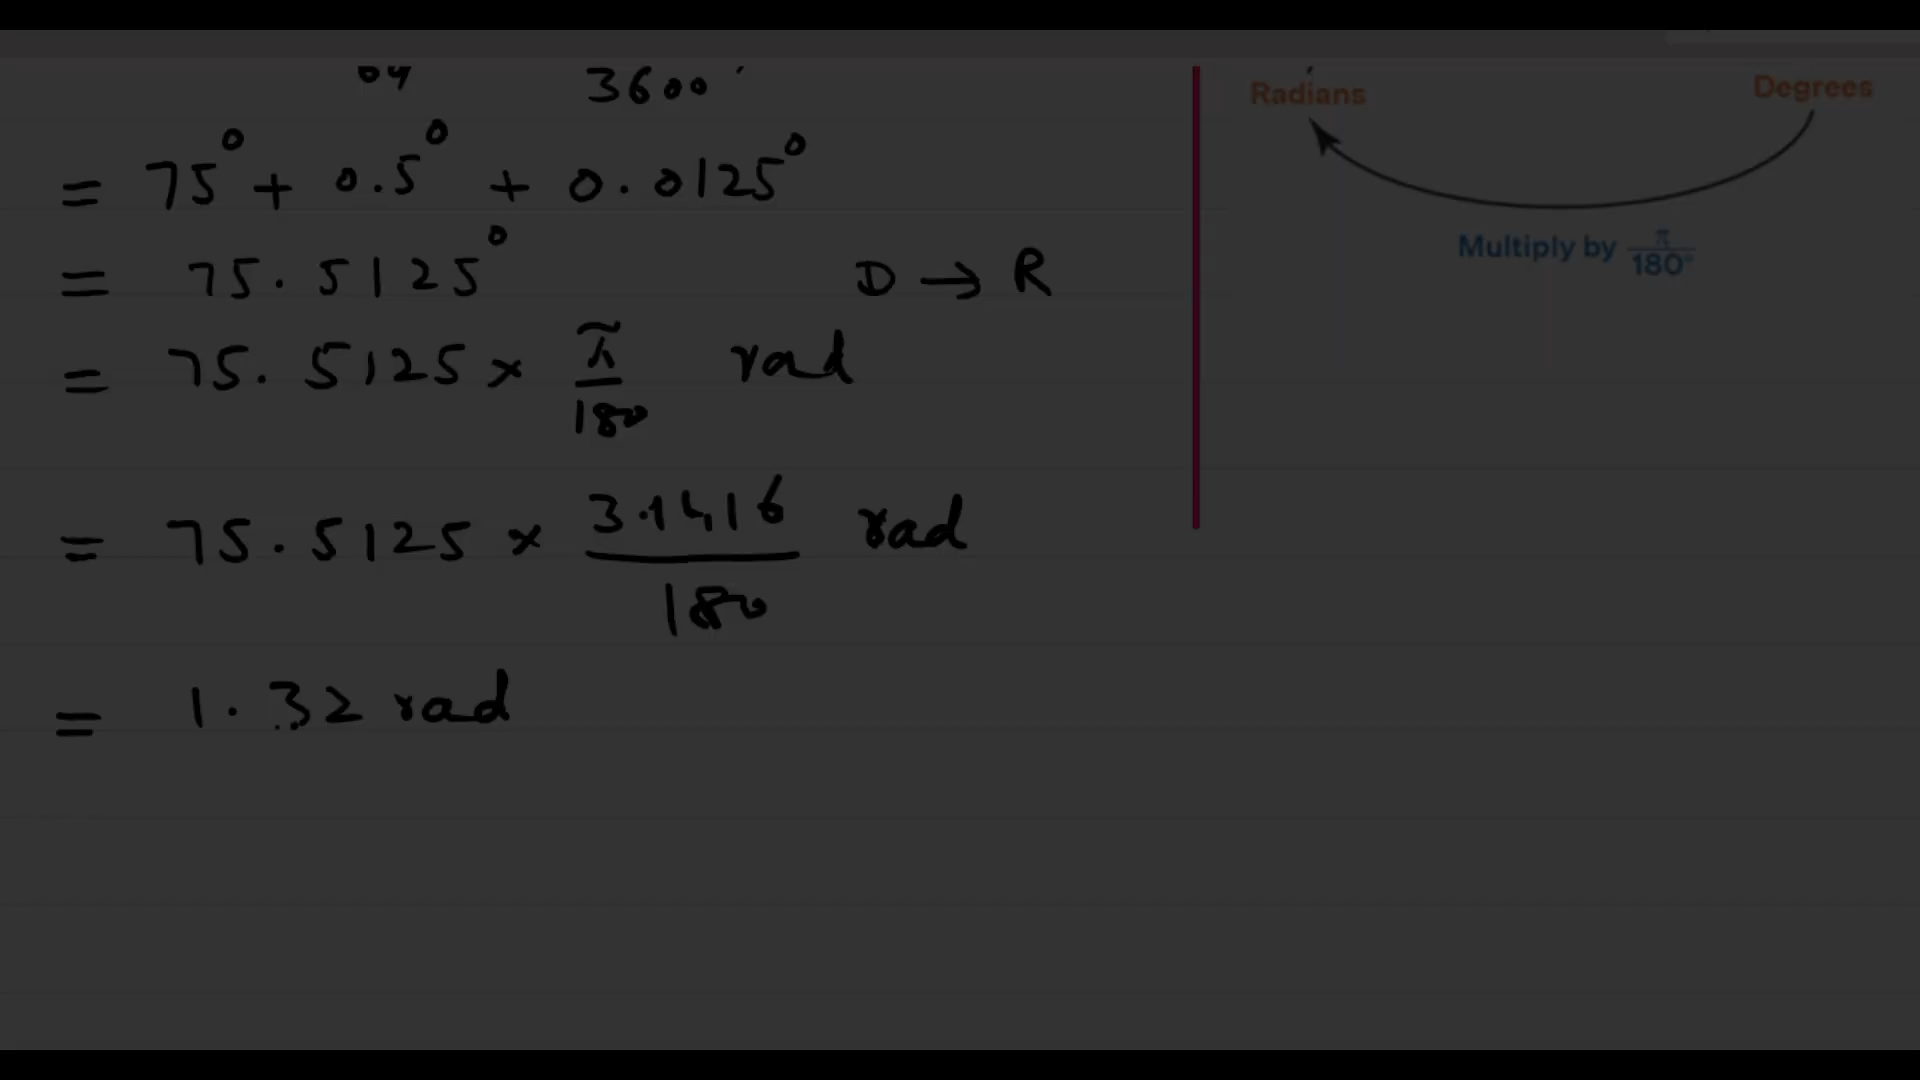 3600
= 75° + 0.5° + 0.0125°
= 75.5125° D → R
= 75.5125 × π/180 rad
= 75.5125 × 3.1416/180 rad
= 1.32 rad
Radians Degrees
Multiply by π/180°